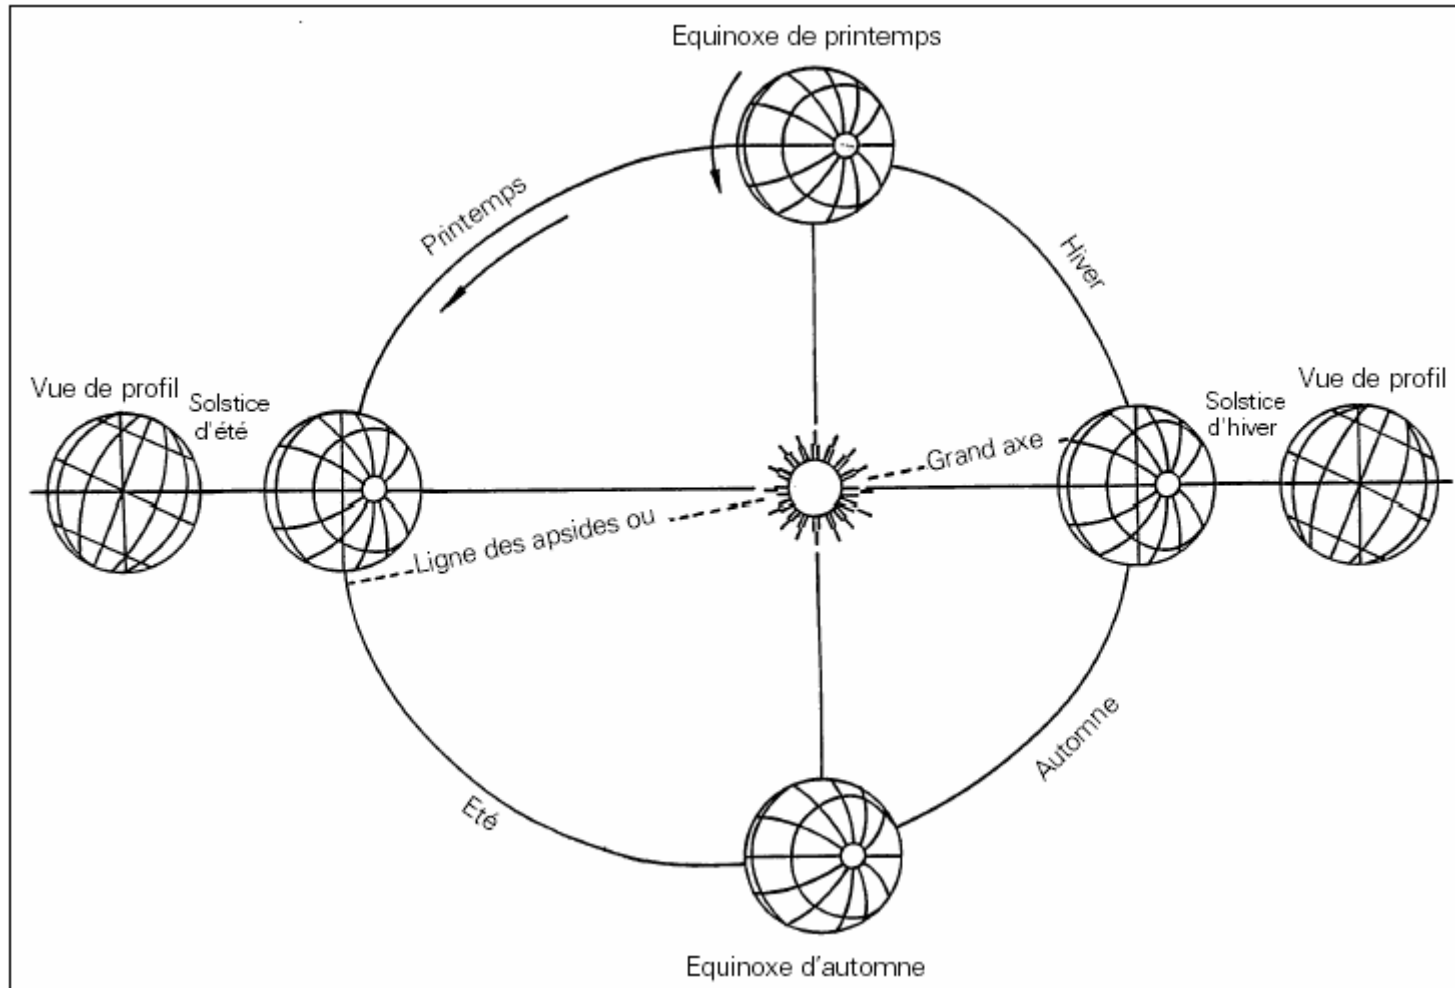 Equinoxe de printemps
Printemps
Hiver
Vue de profil
Solstice
d'été
Solstice
d'hiver
Vue de profil
Grand axe
Ligne des apsides ou
Eté
Automne
Equinoxe d'automne